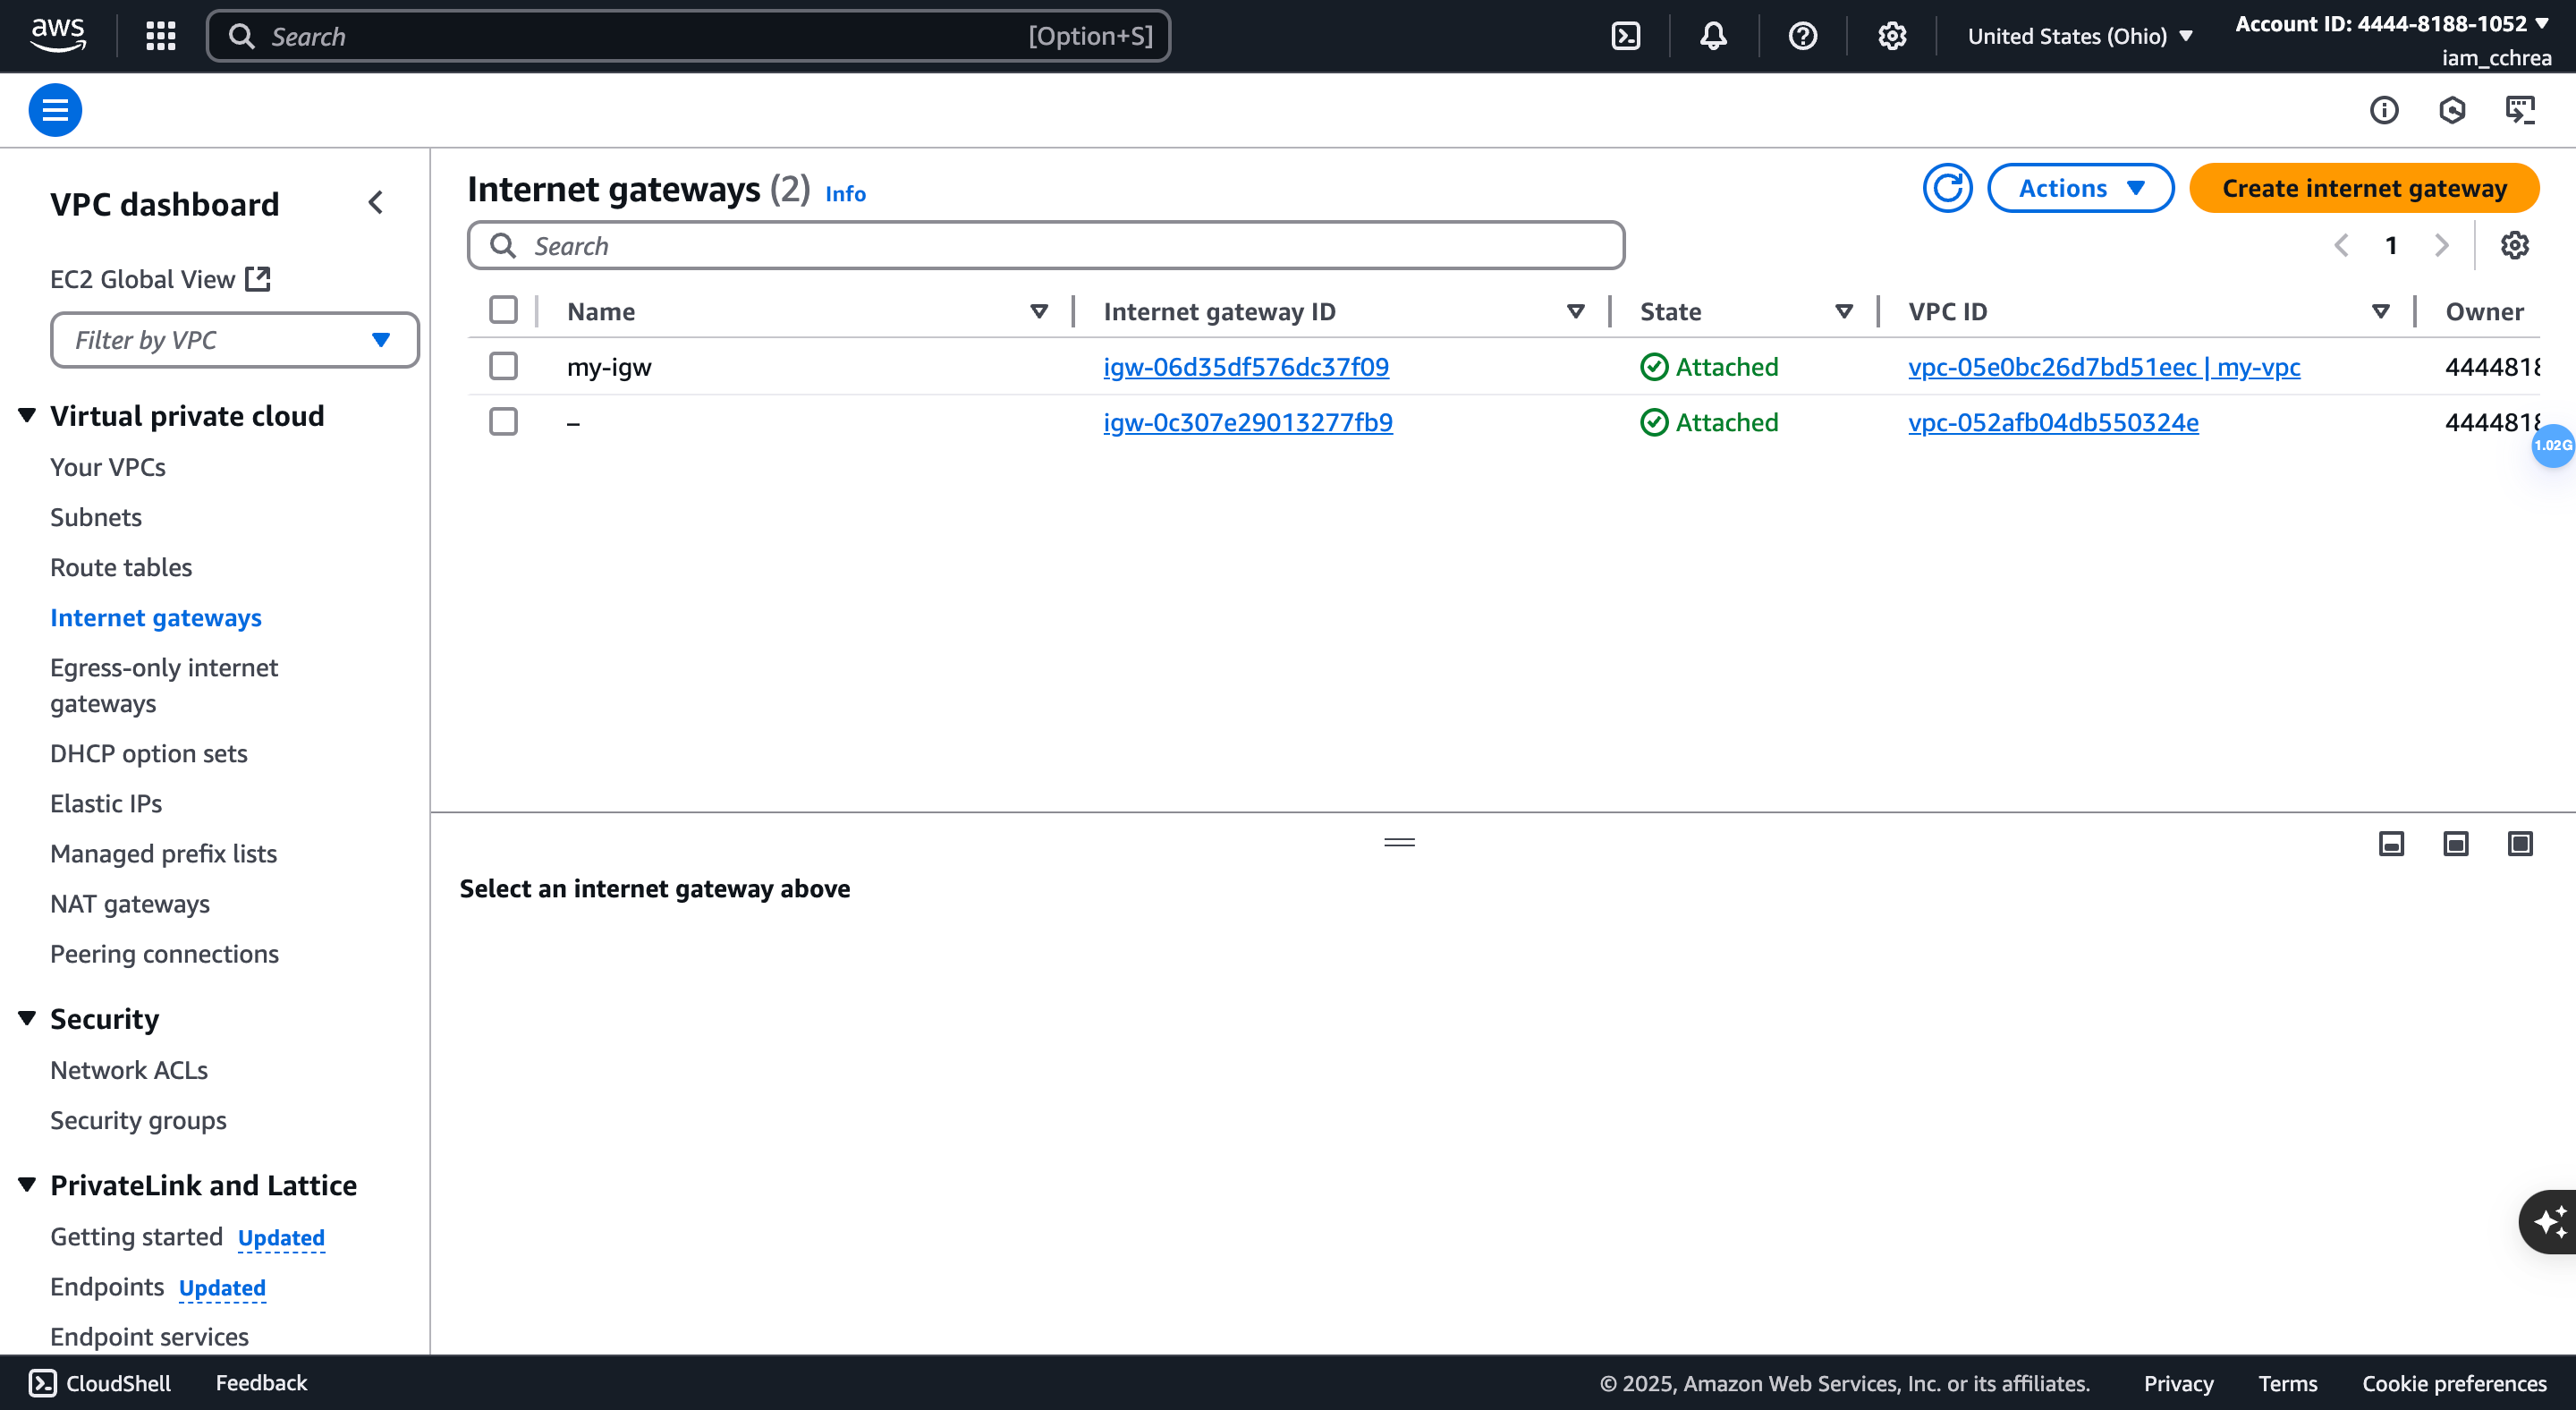 aws
Search [Option+S]
United States (Ohio)
Account ID: 4444-8188-1052
iam_cchrea
VPC dashboard
EC2 Global View
Filter by VPC
Virtual private cloud
Your VPCs
Subnets
Route tables
Internet gateways
Egress-only internet
gateways
DHCP option sets
Elastic IPs
Managed prefix lists
NAT gateways
Peering connections
Security
Network ACLs
Security groups
PrivateLink and Lattice
Getting started Updated
Endpoints Updated
Endpoint services
Internet gateways (2) Info
Actions
Create internet gateway
Search
1
Name Internet gateway ID State VPC ID Owner
my-igw igw-06d35df576dc37f09 Attached vpc-05e0bc26d7bd51eec | my-vpc 444481
– igw-0c307e29013277fb9 Attached vpc-052afb04db550324e 444481
1.02G
Select an internet gateway above
CloudShell Feedback
© 2025, Amazon Web Services, Inc. or its affiliates. Privacy Terms Cookie preferences